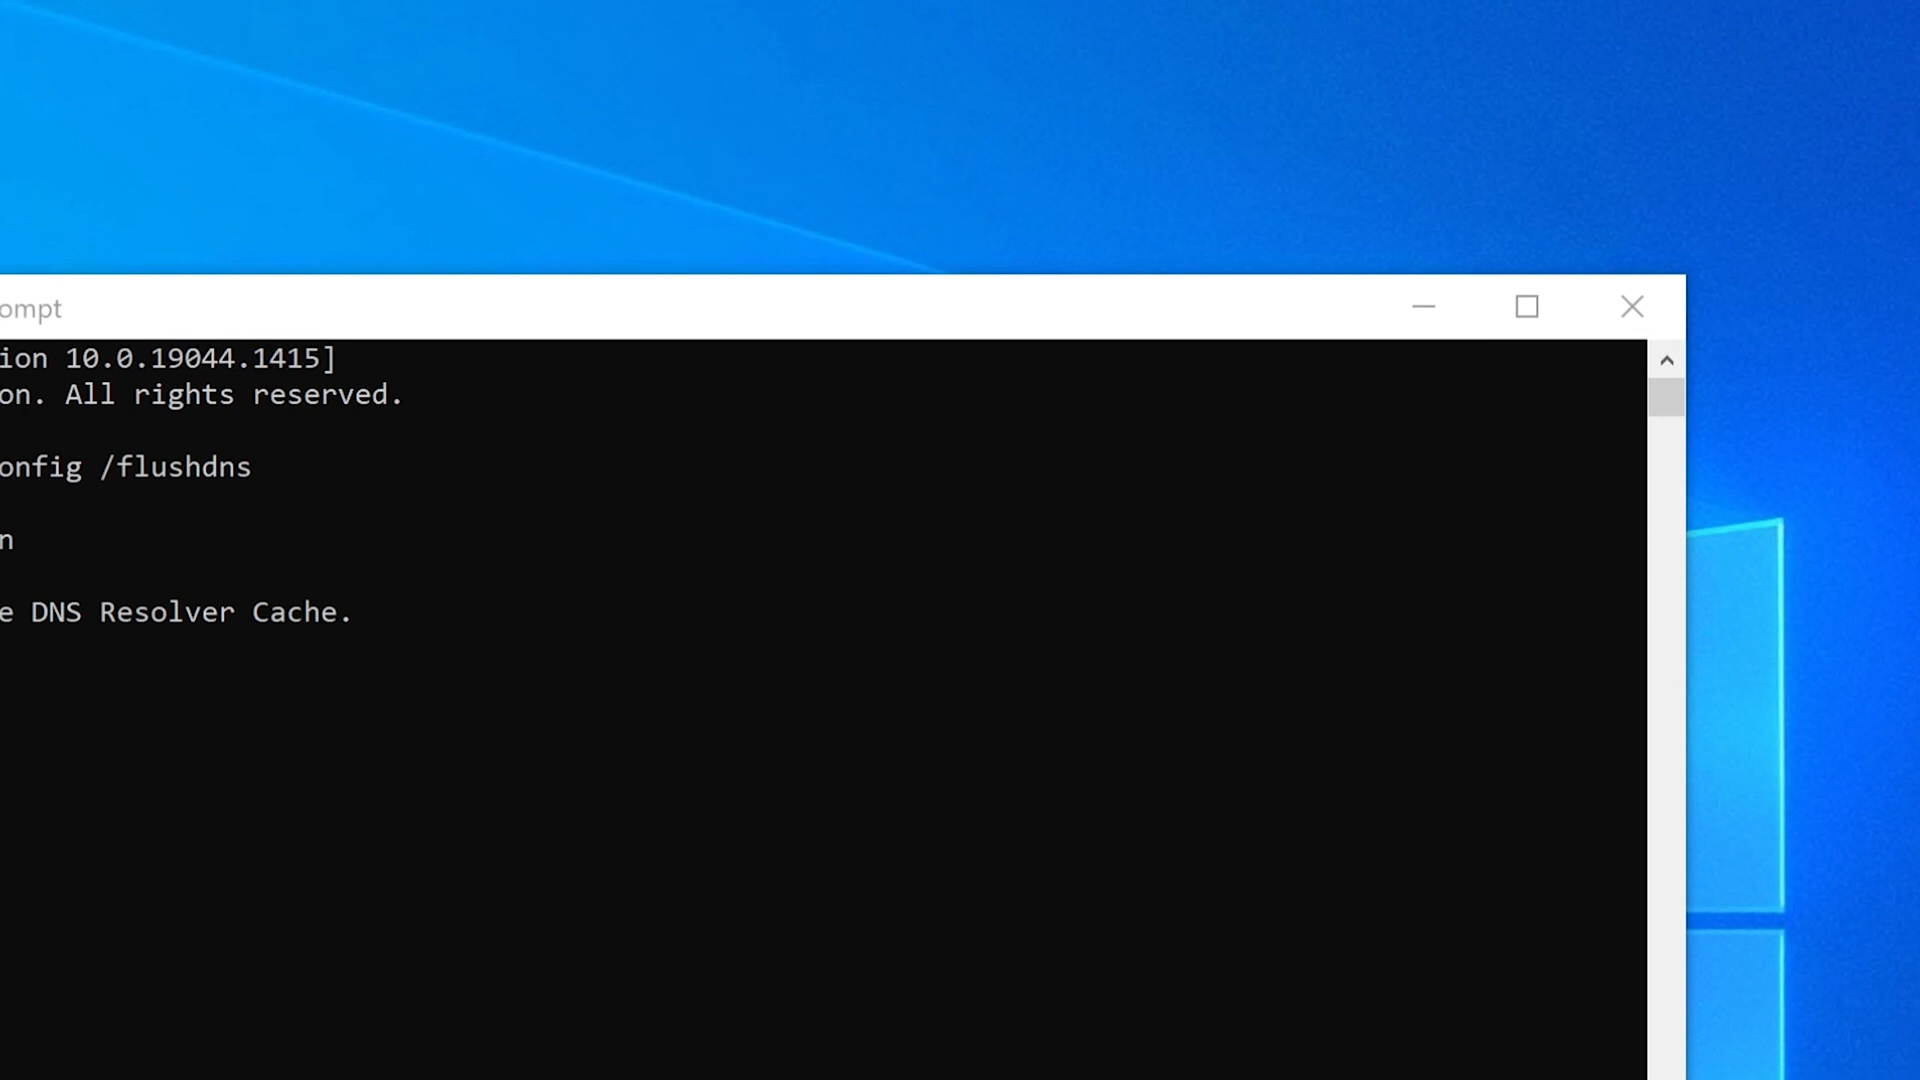 ompt
ion 10.0.19044.1415]
on. All rights reserved.
onfig /flushdns
n
e DNS Resolver Cache.